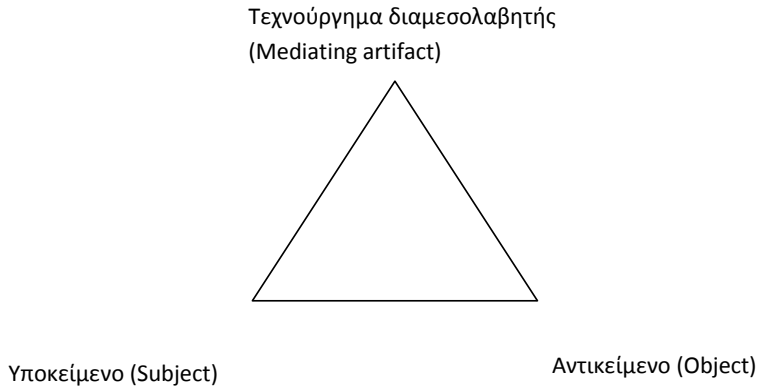 Τεχνούργημα διαμεσολαβητής
(Mediating artifact)
Υποκείμενο (Subject)
Αντικείμενο (Object)